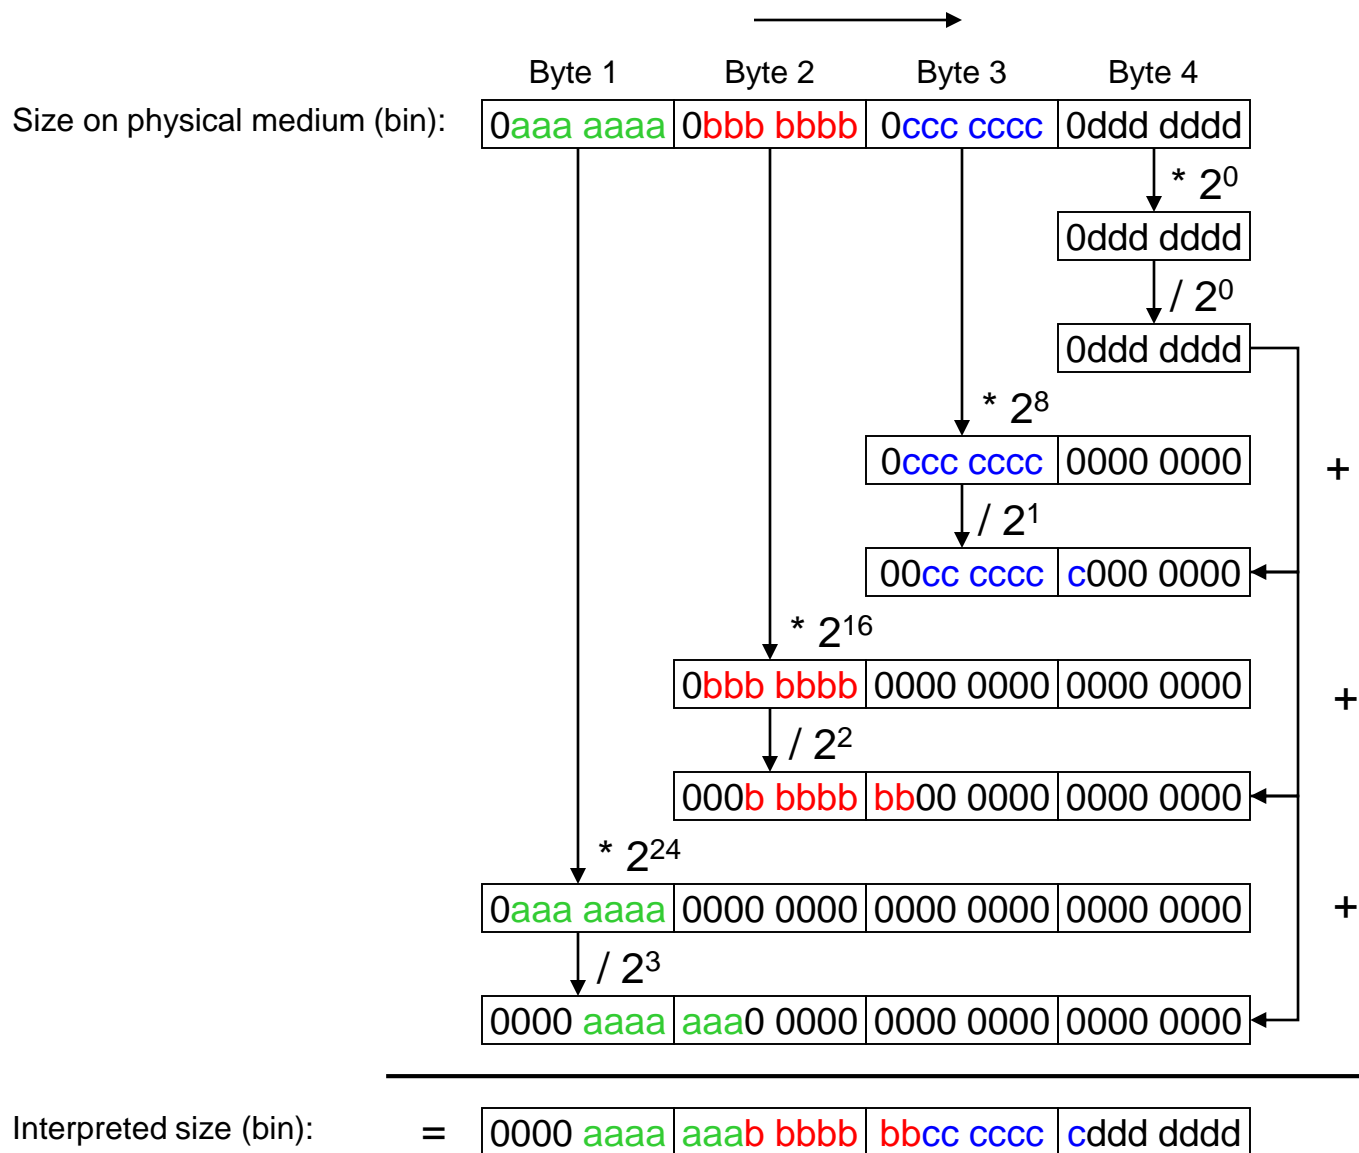 Byte 1 Byte 2 Byte 3 Byte 4
Size on physical medium (bin): 0aaa aaaa 0bbb bbbb 0ccc cccc 0ddd dddd
* 2⁰
0ddd dddd
/ 2⁰
0ddd dddd
* 2⁸
0ccc cccc 0000 0000 +
/ 2¹
00cc cccc c000 0000
* 2¹⁶
0bbb bbbb 0000 0000 0000 0000 +
/ 2²
000b bbbb bb00 0000 0000 0000
* 2²⁴
0aaa aaaa 0000 0000 0000 0000 0000 0000 +
/ 2³
0000 aaaa aaa0 0000 0000 0000 0000 0000
Interpreted size (bin): = 0000 aaaa aaab bbbb bbcc cccc cddd dddd